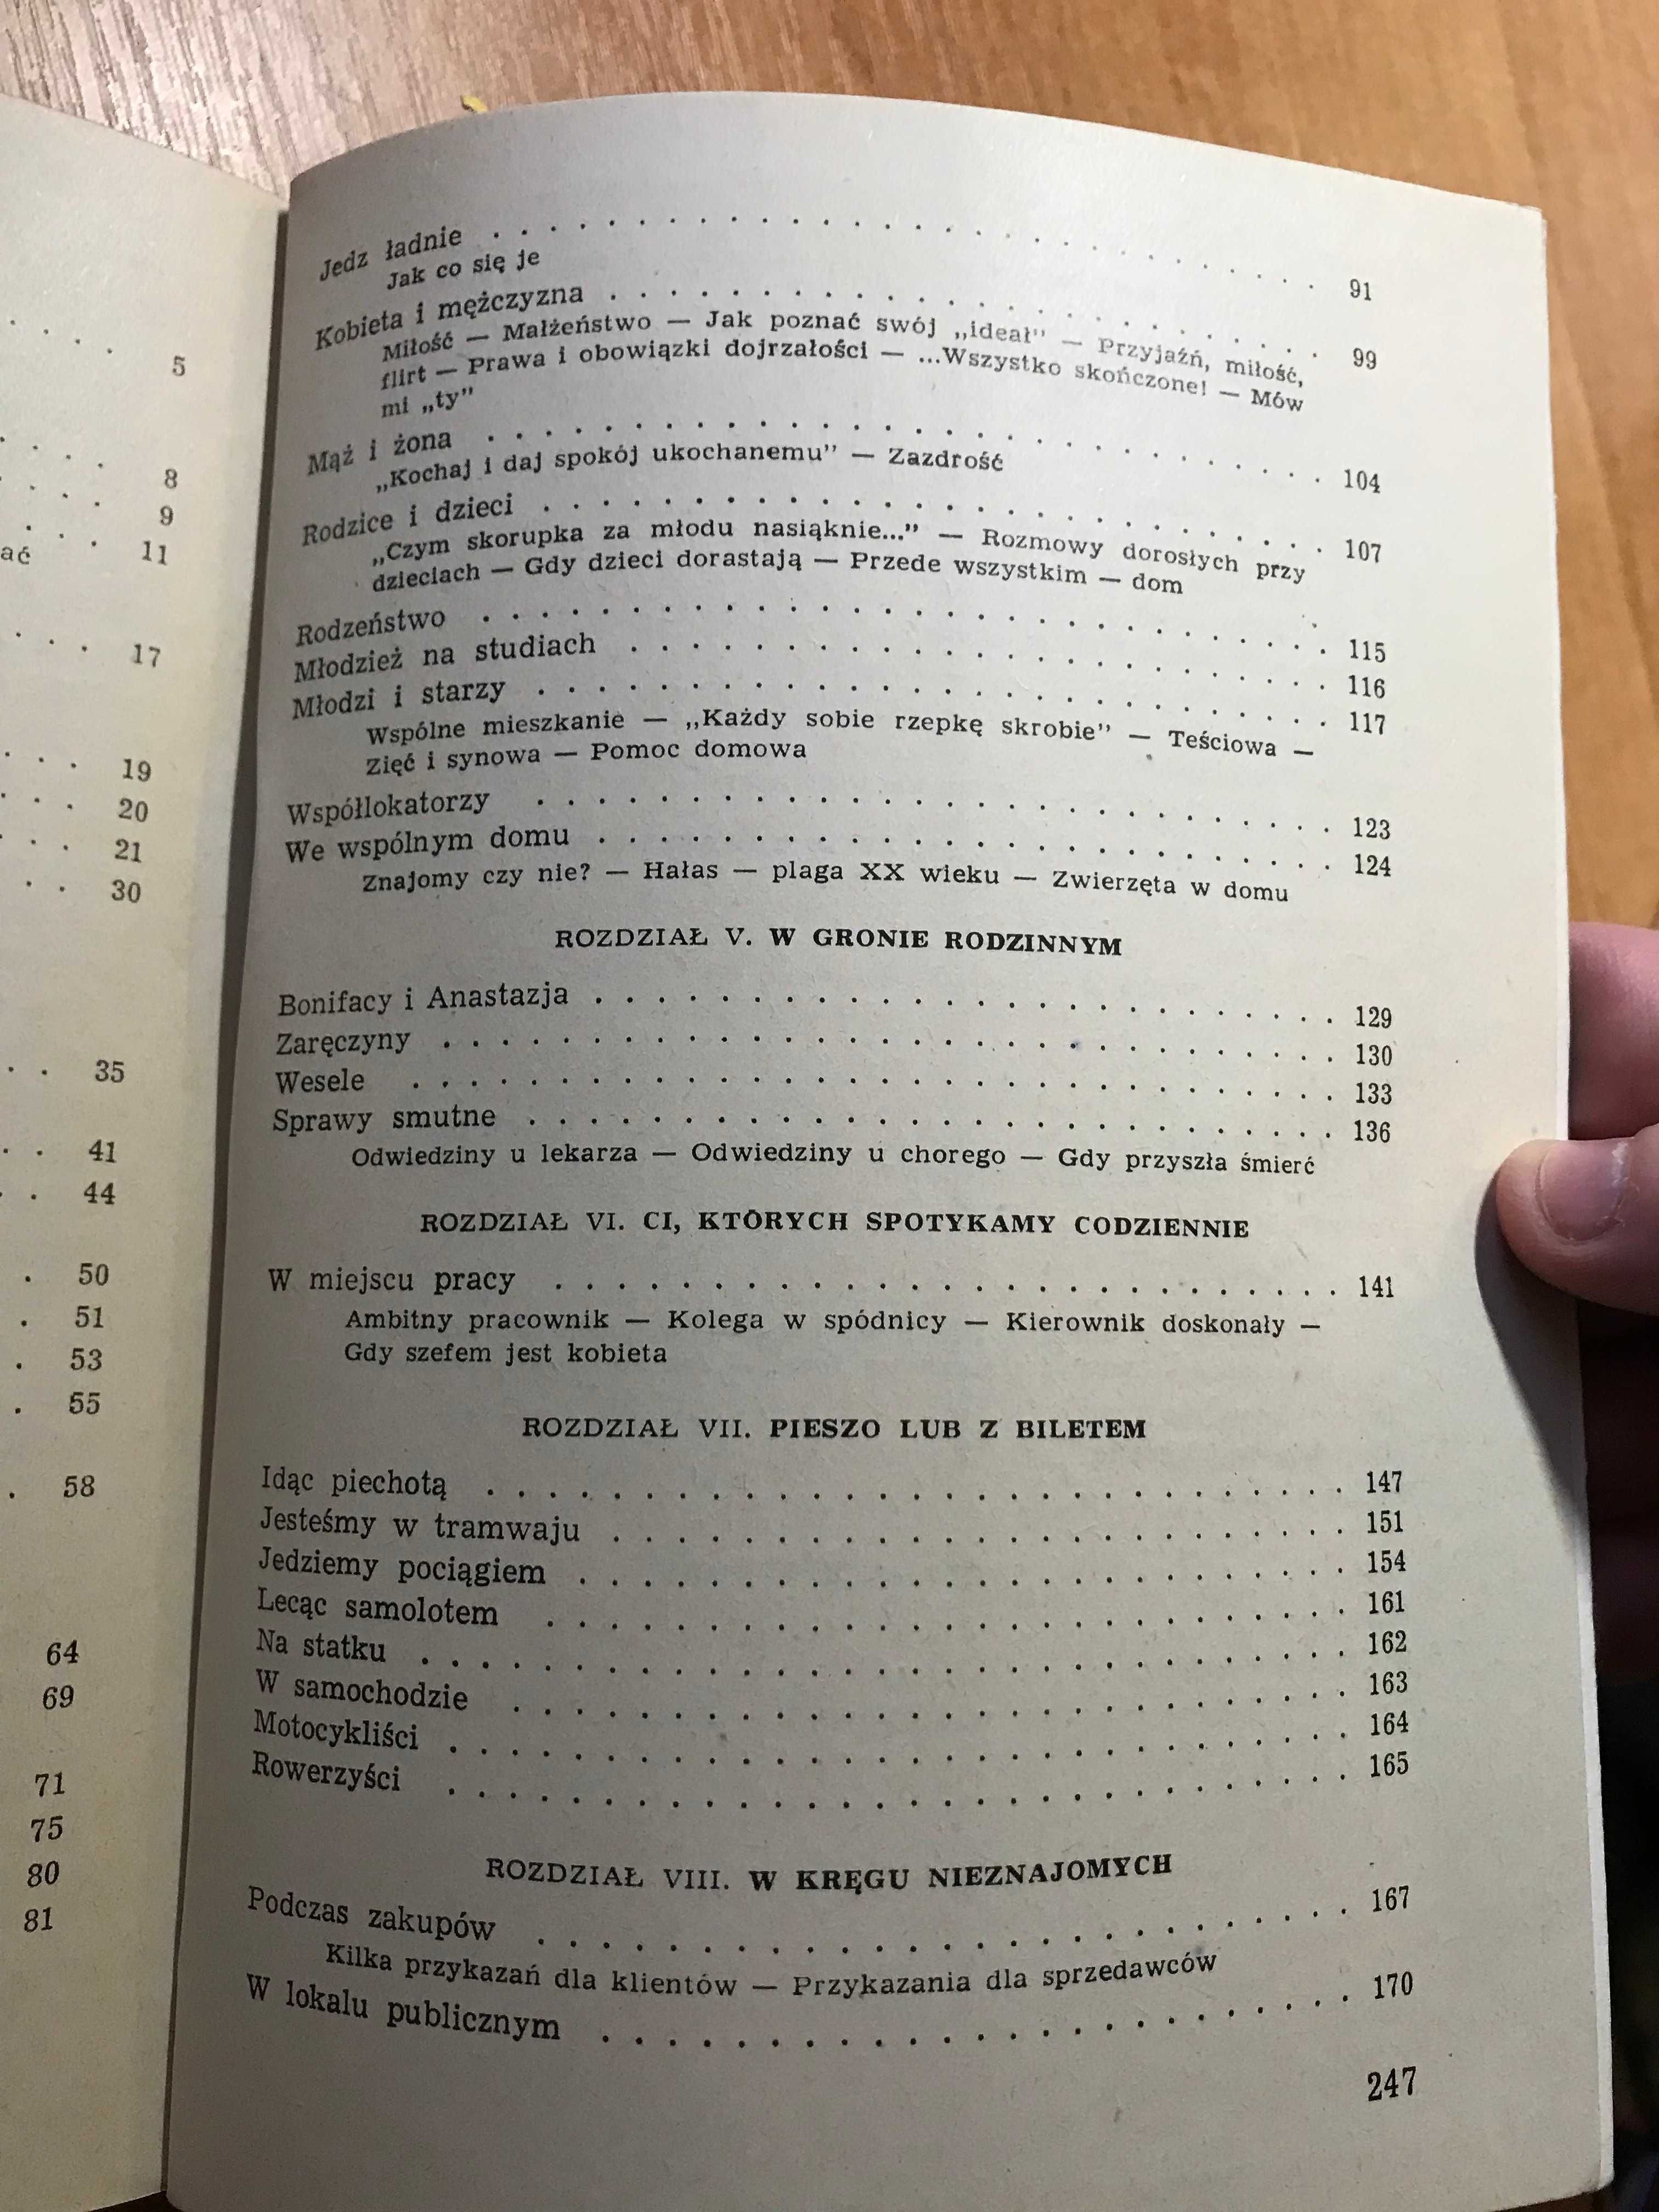 5
8
9
ać . . 11
17
19
20
21
30
35
41
44
50
51
53
55
58
64
69
71
75
80
81
Jedz ładnie . . . . . . . . . . . . . . . . . . . . 91
Jak co się je
Kobieta i mężczyzna . . . . . . . . . . . . . . . . . . . . 99
Miłość — Małżeństwo — Jak poznać swój „ideał” — Przyjaźń, miłość,
flirt — Prawa i obowiązki dojrzałości — ...Wszystko skończone! — Mów
mi „ty”
Mąż i żona . . . . . . . . . . . . . . . . . . . . 104
„Kochaj i daj spokój ukochanemu” — Zazdrość
Rodzice i dzieci . . . . . . . . . . . . . . . . . . . . 107
„Czym skorupka za młodu nasiąknie...” — Rozmowy dorosłych przy
dzieciach — Gdy dzieci dorastają — Przede wszystkim — dom
Rodzeństwo . . . . . . . . . . . . . . . . . . . . 115
Młodzież na studiach . . . . . . . . . . . . . . . . . . . . 116
Młodzi i starzy . . . . . . . . . . . . . . . . . . . . 117
Wspólne mieszkanie — „Każdy sobie rzepkę skrobie” — Teściowa —
Zięć i synowa — Pomoc domowa
Współlokatorzy . . . . . . . . . . . . . . . . . . . . 123
We wspólnym domu . . . . . . . . . . . . . . . . . . . . 124
Znajomy czy nie? — Hałas — plaga XX wieku — Zwierzęta w domu
ROZDZIAŁ V. W GRONIE RODZINNYM
Bonifacy i Anastazja . . . . . . . . . . . . . . . . . . . . 129
Zaręczyny . . . . . . . . . . . . . . . . . . . . 130
Wesele . . . . . . . . . . . . . . . . . . . . 133
Sprawy smutne . . . . . . . . . . . . . . . . . . . . 136
Odwiedziny u lekarza — Odwiedziny u chorego — Gdy przyszła śmierć
ROZDZIAŁ VI. CI, KTÓRYCH SPOTYKAMY CODZIENNIE
W miejscu pracy . . . . . . . . . . . . . . . . . . . . 141
Ambitny pracownik — Kolega w spódnicy — Kierownik doskonały —
Gdy szefem jest kobieta
ROZDZIAŁ VII. PIESZO LUB Z BILETEM
Idąc piechotą . . . . . . . . . . . . . . . . . . . . 147
Jesteśmy w tramwaju . . . . . . . . . . . . . . . . . . . . 151
Jedziemy pociągiem . . . . . . . . . . . . . . . . . . . . 154
Lecąc samolotem . . . . . . . . . . . . . . . . . . . . 161
Na statku . . . . . . . . . . . . . . . . . . . . 162
W samochodzie . . . . . . . . . . . . . . . . . . . . 163
Motocykliści . . . . . . . . . . . . . . . . . . . . 164
Rowerzyści . . . . . . . . . . . . . . . . . . . . 165
ROZDZIAŁ VIII. W KRĘGU NIEZNAJOMYCH
Podczas zakupów . . . . . . . . . . . . . . . . . . . . 167
Kilka przykazań dla klientów — Przykazania dla sprzedawców
W lokalu publicznym . . . . . . . . . . . . . . . . . . . . 170
247